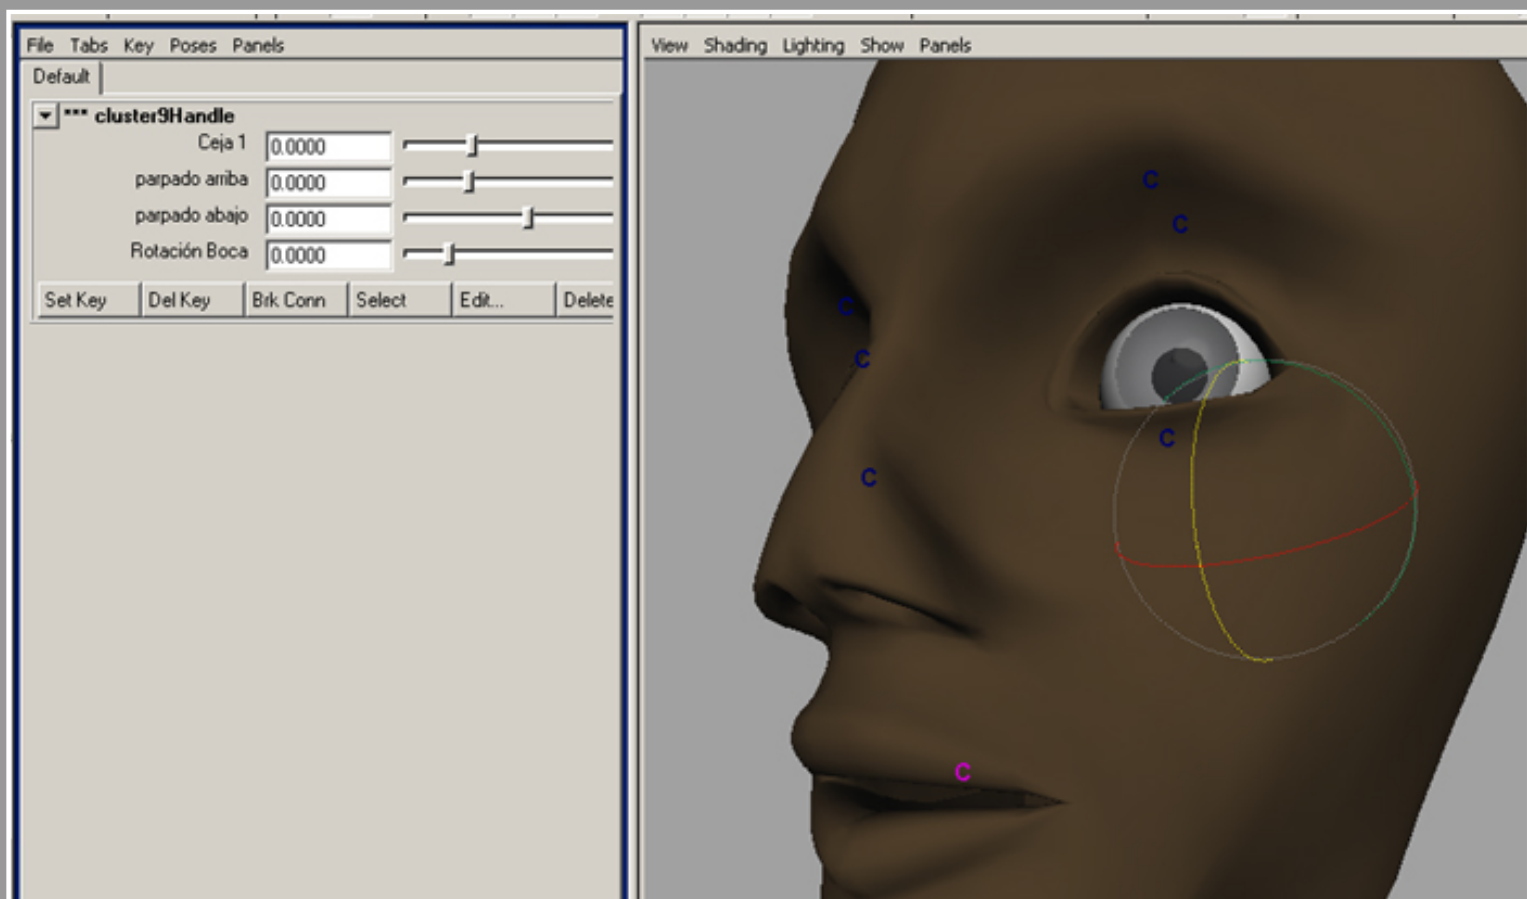 File Tabs Key Poses Panels
Default
*** cluster9Handle
Ceja 1 0.0000
parpado arriba 0.0000
parpado abajo 0.0000
Rotación Boca 0.0000
Set Key Del Key Brk Conn Select Edit... Delete
View Shading Lighting Show Panels
C
C
C
C
C
C
C